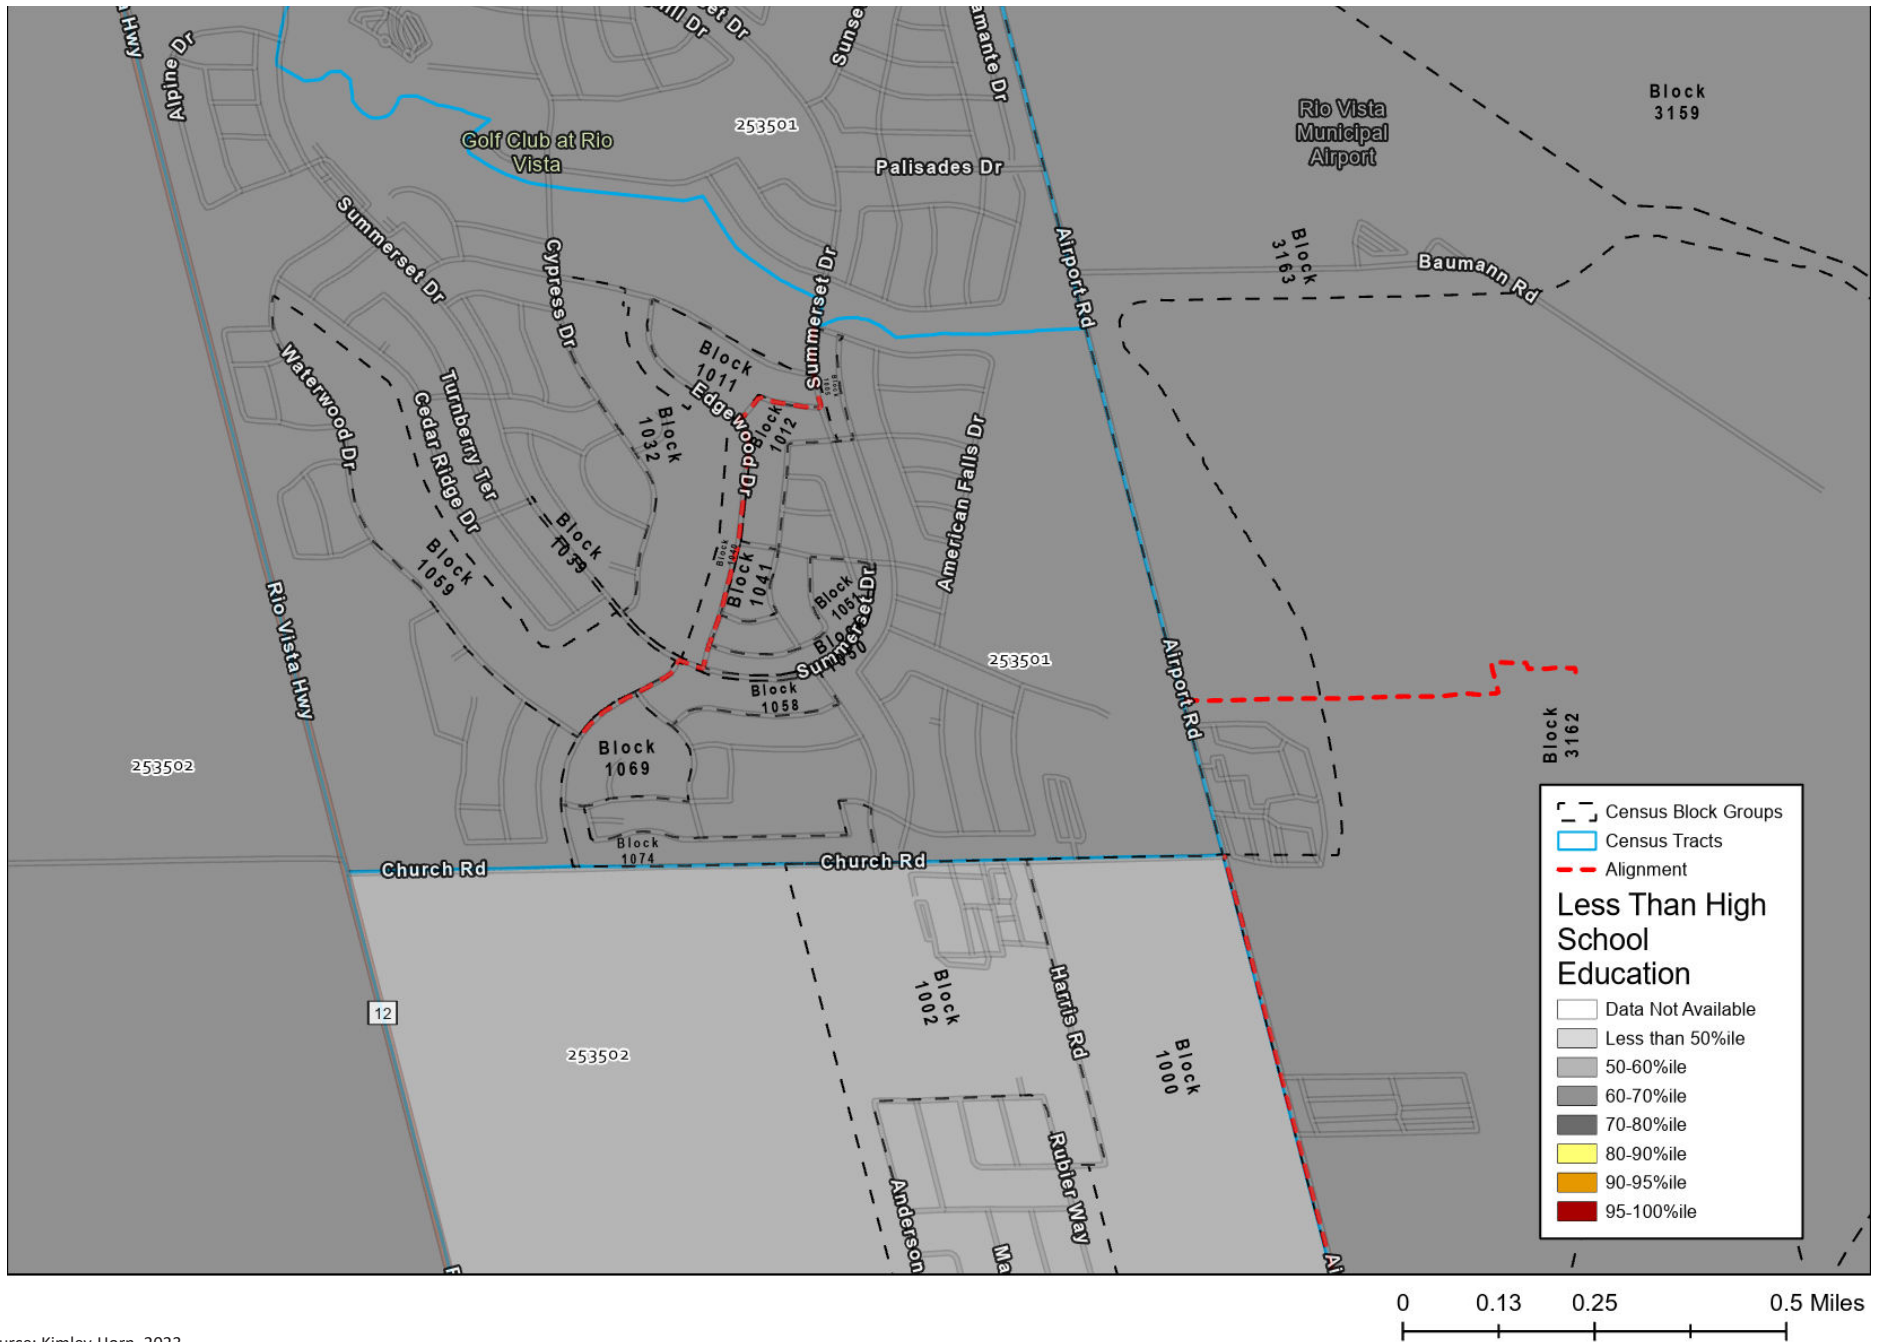 Hwy
Alpine Dr
Dr
et Dr
Sunse
amante Dr
Block
3159
Rio Vista
Municipal
Airport
253501
Golf Club at Rio
Vista
Palisades Dr
Summerset Dr
Cypress Dr
Summerset Dr
Airport Rd
Block
3163
Baumann Rd
Waterwood Dr
Turnberry Ter
Cedar Ridge Dr
Block
1011
Edgewood Dr
Block
1012
Block
1032
American Falls Dr
Block
1039
Block
1059
Block
Block
1041
Block
1051
Summerset Dr
Block
1058
253501
Rio Vista Hwy
Airport Rd
Block
3162
253502
Block
1069
Block
1074
Church Rd
Church Rd
12
253502
Block
1002
Harris Rd
Block
1000
Anderson
Ma
Rubier Way
Ai
Census Block Groups
Census Tracts
Alignment
Less Than High
School
Education
Data Not Available
Less than 50%ile
50-60%ile
60-70%ile
70-80%ile
80-90%ile
90-95%ile
95-100%ile
0 0.13 0.25 0.5 Miles